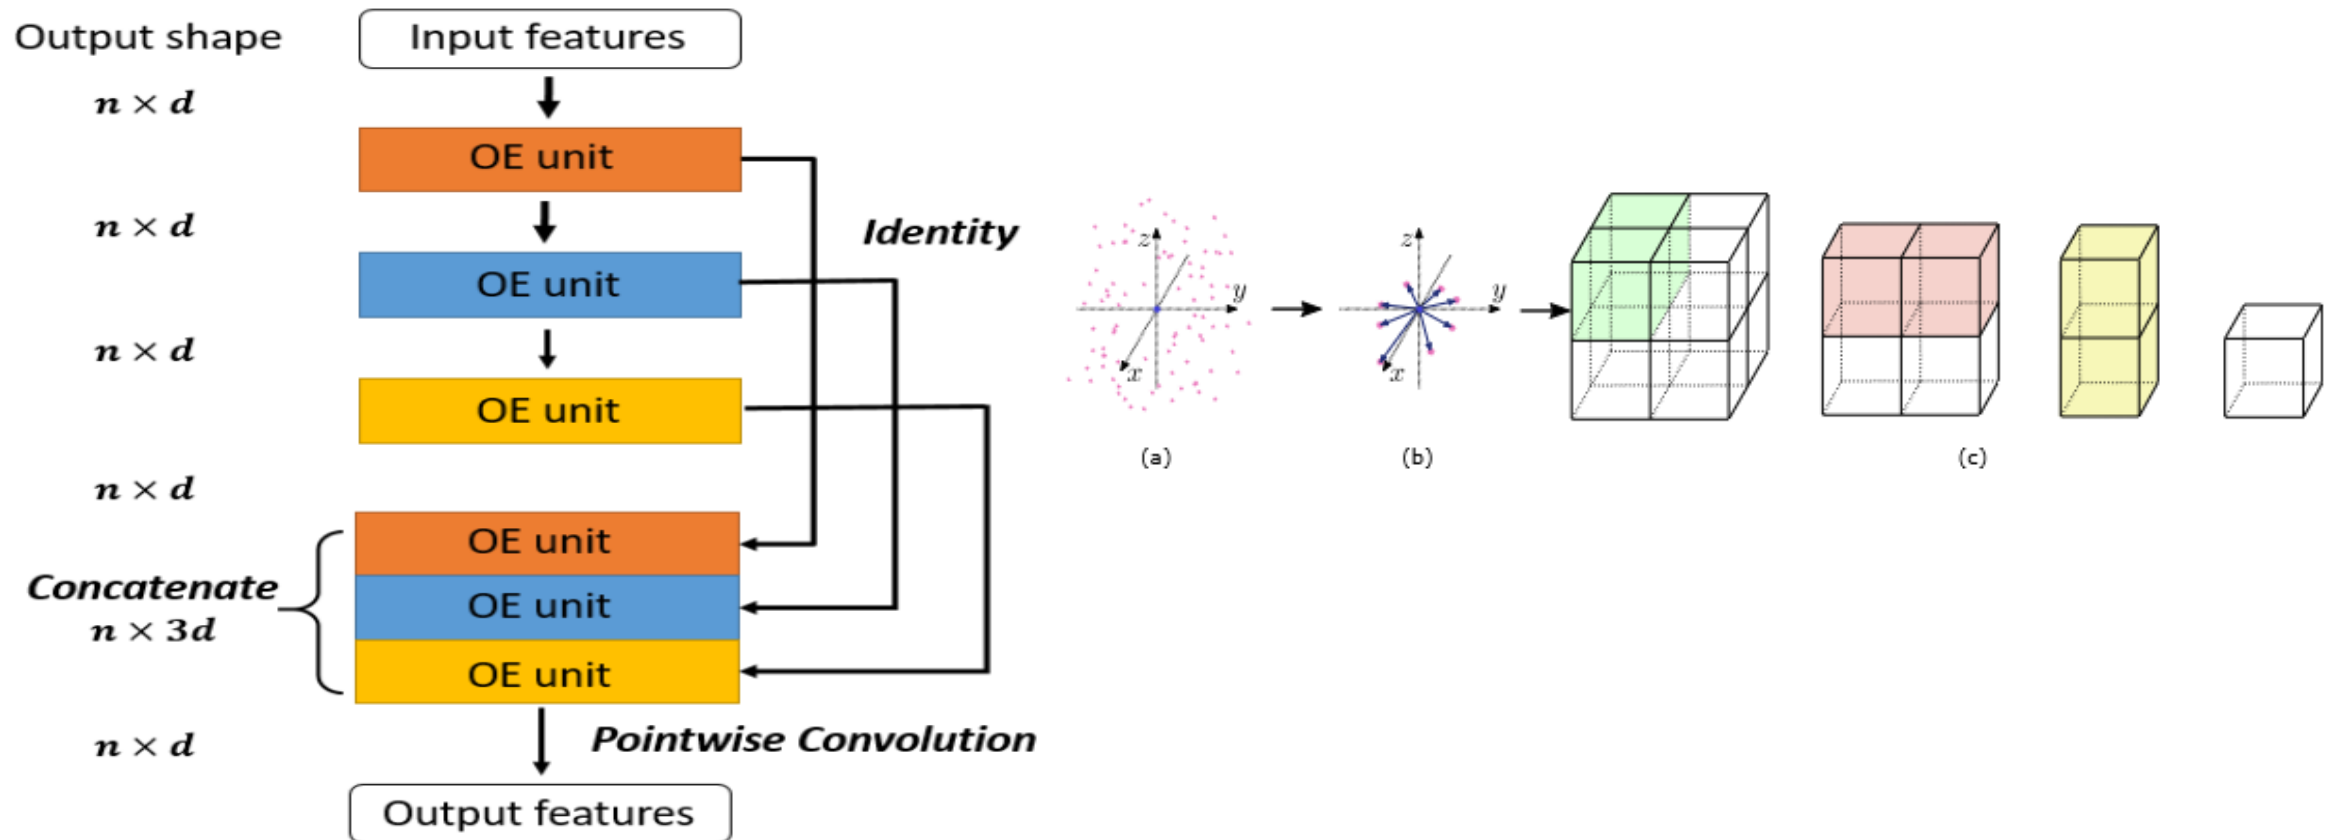 Output shape
Input features
n × d
OE unit
n × d
Identity
OE unit
n × d
OE unit
n × d
OE unit
Concatenate
OE unit
n × 3d
OE unit
Pointwise Convolution
n × d
Output features
z
y
x
(a)
z
y
x
(b)
(c)